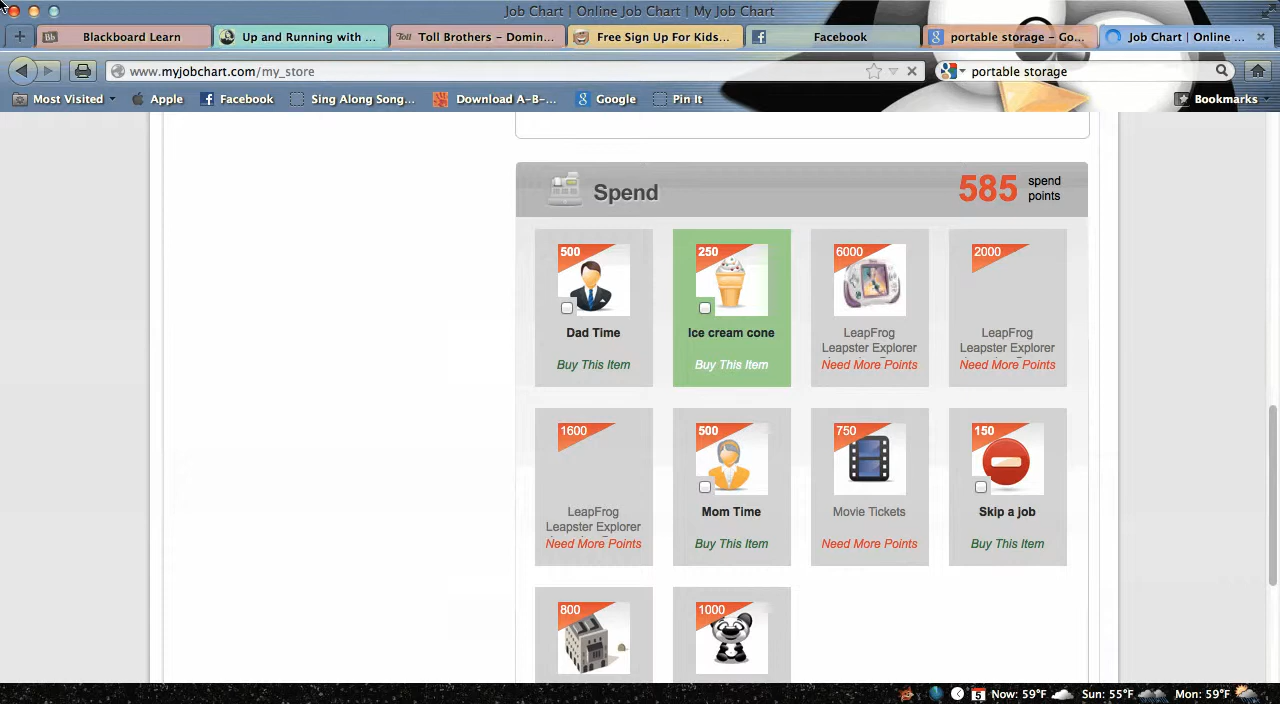 Job Chart | Online Job Chart | My Job Chart
Blackboard Learn
Up and Running with ...
Toll Brothers – Domin...
Free Sign Up For Kids...
Facebook
portable storage – Go...
Job Chart | Online ...
www.myjobchart.com/my_store
portable storage
Most Visited
Apple
Facebook
Sing Along Song...
Download A-B-...
Google
Pin It
Bookmarks
Spend
585 spend points
500
Dad Time
Buy This Item
250
Ice cream cone
Buy This Item
6000
LeapFrog
Leapster Explorer
Need More Points
2000
LeapFrog
Leapster Explorer
Need More Points
1600
LeapFrog
Leapster Explorer
Need More Points
500
Mom Time
Buy This Item
750
Movie Tickets
Need More Points
150
Skip a job
Buy This Item
800
1000
5
Now: 59°F
Sun: 55°F
Mon: 59°F